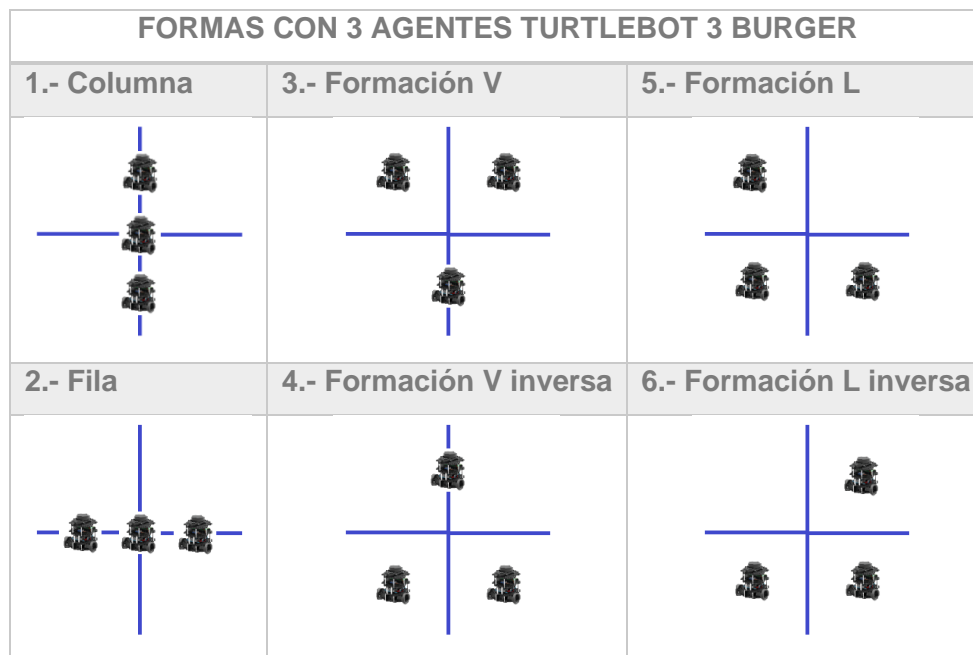 FORMAS CON 3 AGENTES TURTLEBOT 3 BURGER
1.- Columna
3.- Formación V
5.- Formación L
2.- Fila
4.- Formación V inversa
6.- Formación L inversa